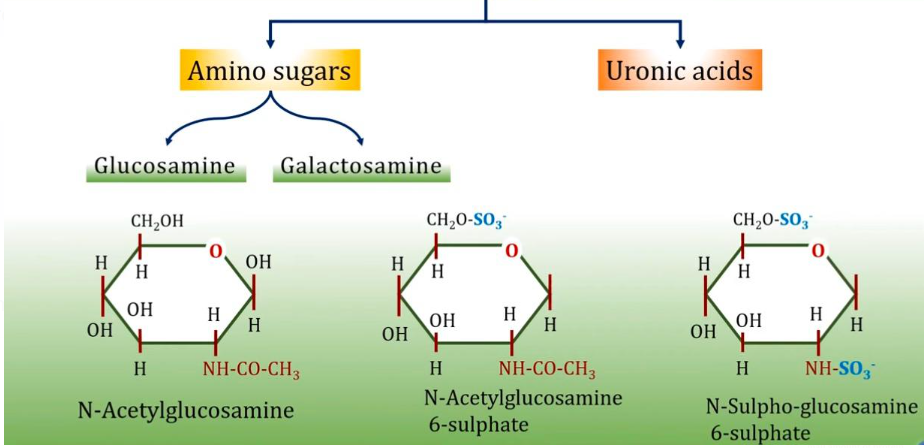 Amino sugars
Uronic acids
Glucosamine
Galactosamine
CH₂OH
O
H
OH
H
OH
H
OH
H
H
NH-CO-CH₃
N-Acetylglucosamine
CH₂O-SO₃⁻
O
H
H
OH
H
OH
H
H
NH-CO-CH₃
N-Acetylglucosamine
6-sulphate
CH₂O-SO₃⁻
O
H
H
OH
H
OH
H
H
NH-SO₃⁻
N-Sulpho-glucosamine
6-sulphate